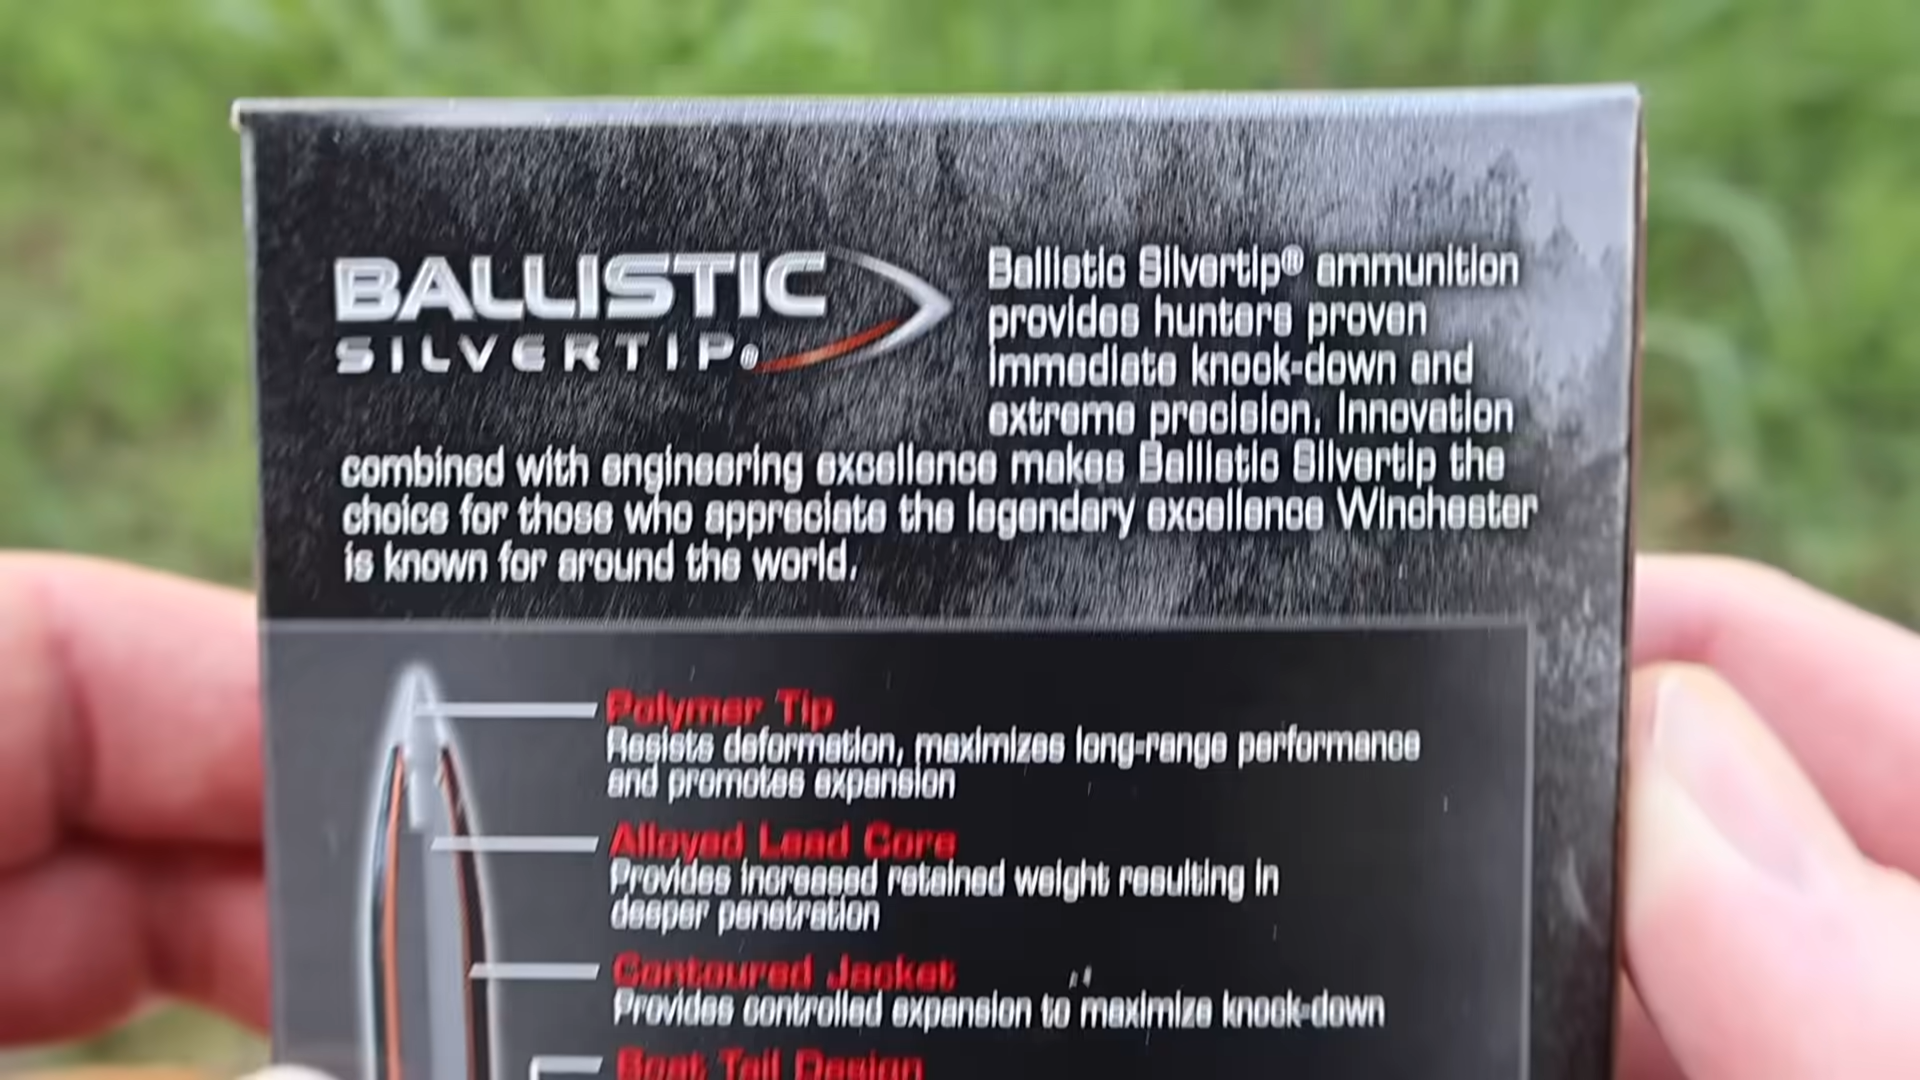 BALLISTIC
SILVERTIP®
Ballistic Silvertip® ammunition
provides hunters proven
immediate knock-down and
extreme precision. Innovation
combined with engineering excellence makes Ballistic Silvertip the
choice for those who appreciate the legendary excellence Winchester
is known for around the world.
Polymer Tip
Resists deformation, maximizes long-range performance
and promotes expansion
Alloyed Lead Core
Provides increased retained weight resulting in
deeper penetration
Contoured Jacket
Provides controlled expansion to maximize knock-down
Boat Tail Design